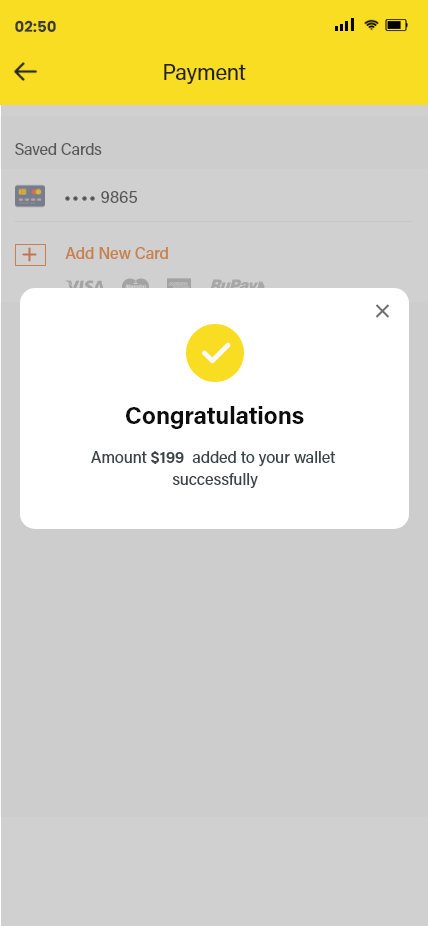 02:50
Payment
Saved Cards
•••• 9865
Add New Card
VISA RuPay
Congratulations
Amount $199 added to your wallet
successfully